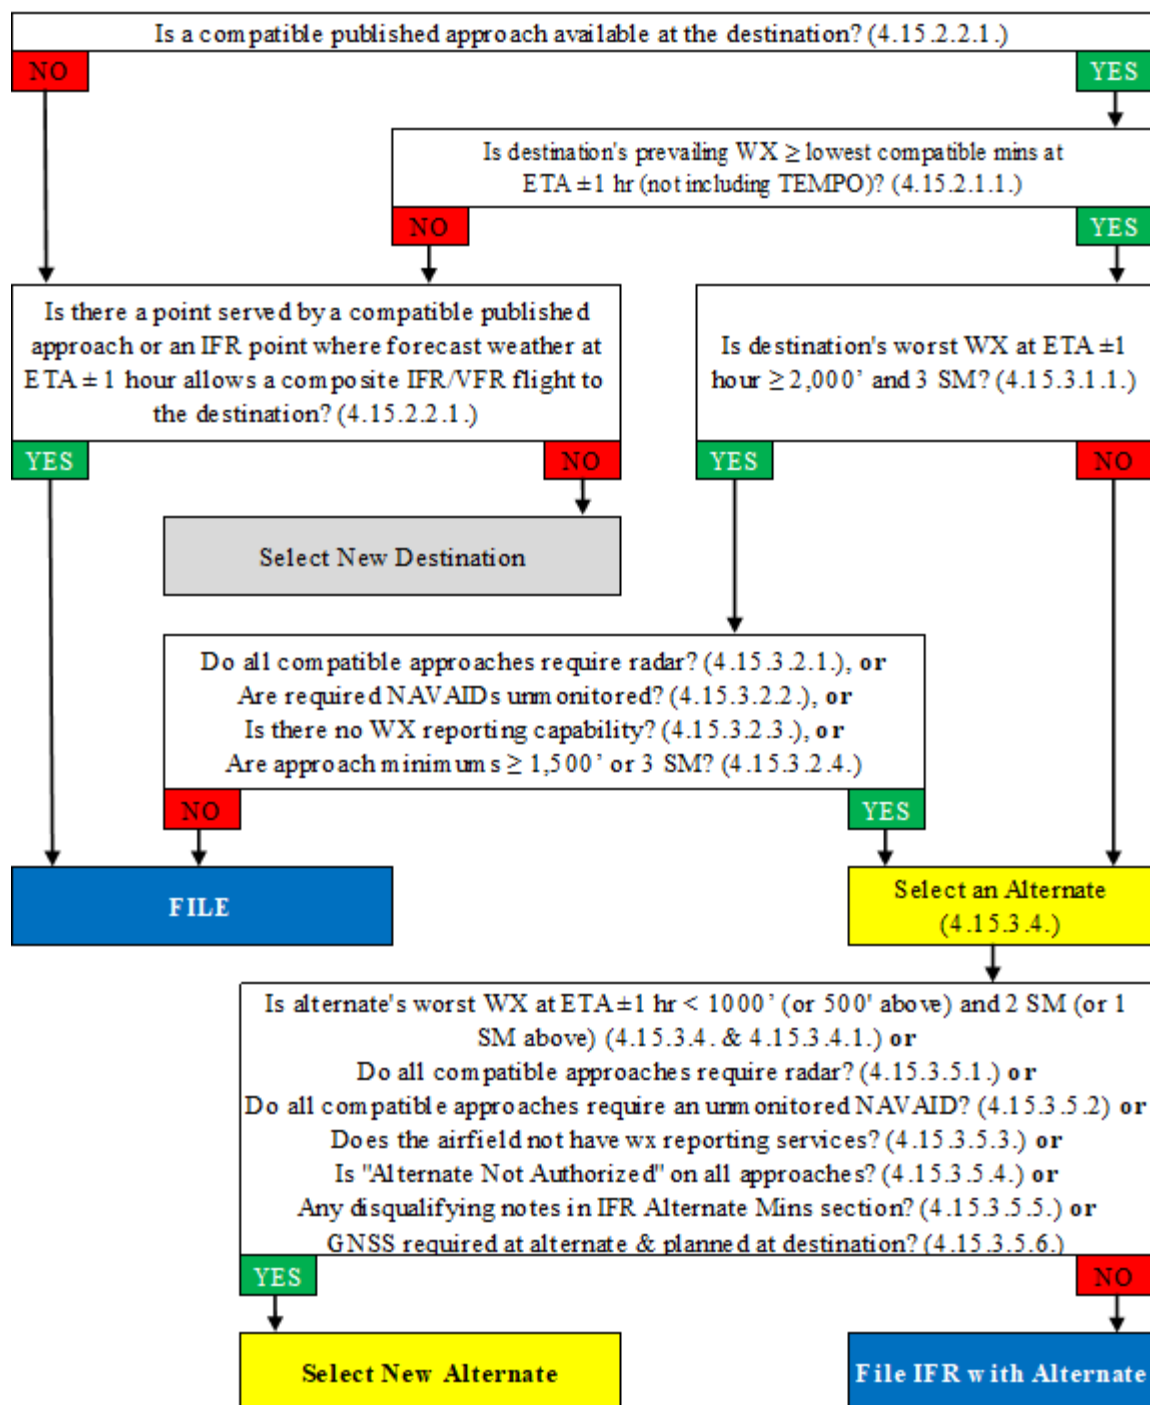 Is a compatible published approach available at the destination? (4.15.2.2.1.)
NO
YES
Is destination's prevailing WX ≥ lowest compatible mins at
ETA ±1 hr (not including TEMPO)? (4.15.2.1.1.)
NO
YES
Is there a point served by a compatible published
approach or an IFR point where forecast weather at
ETA ± 1 hour allows a composite IFR/VFR flight to
the destination? (4.15.2.2.1.)
YES
NO
Is destination's worst WX at ETA ±1
hour ≥ 2,000’ and 3 SM? (4.15.3.1.1.)
YES
NO
Select New Destination
Do all compatible approaches require radar? (4.15.3.2.1.), or
Are required NAVAIDs unmonitored? (4.15.3.2.2.), or
Is there no WX reporting capability? (4.15.3.2.3.), or
Are approach minimums ≥ 1,500’ or 3 SM? (4.15.3.2.4.)
NO
YES
FILE
Select an Alternate
(4.15.3.4.)
Is alternate's worst WX at ETA ±1 hr < 1000’ (or 500' above) and 2 SM (or 1
SM above) (4.15.3.4. & 4.15.3.4.1.) or
Do all compatible approaches require radar? (4.15.3.5.1.) or
Do all compatible approaches require an unmonitored NAVAID? (4.15.3.5.2) or
Does the airfield not have wx reporting services? (4.15.3.5.3.) or
Is "Alternate Not Authorized" on all approaches? (4.15.3.5.4.) or
Any disqualifying notes in IFR Alternate Mins section? (4.15.3.5.5.) or
GNSS required at alternate & planned at destination? (4.15.3.5.6.)
YES
NO
Select New Alternate
File IFR with Alternate